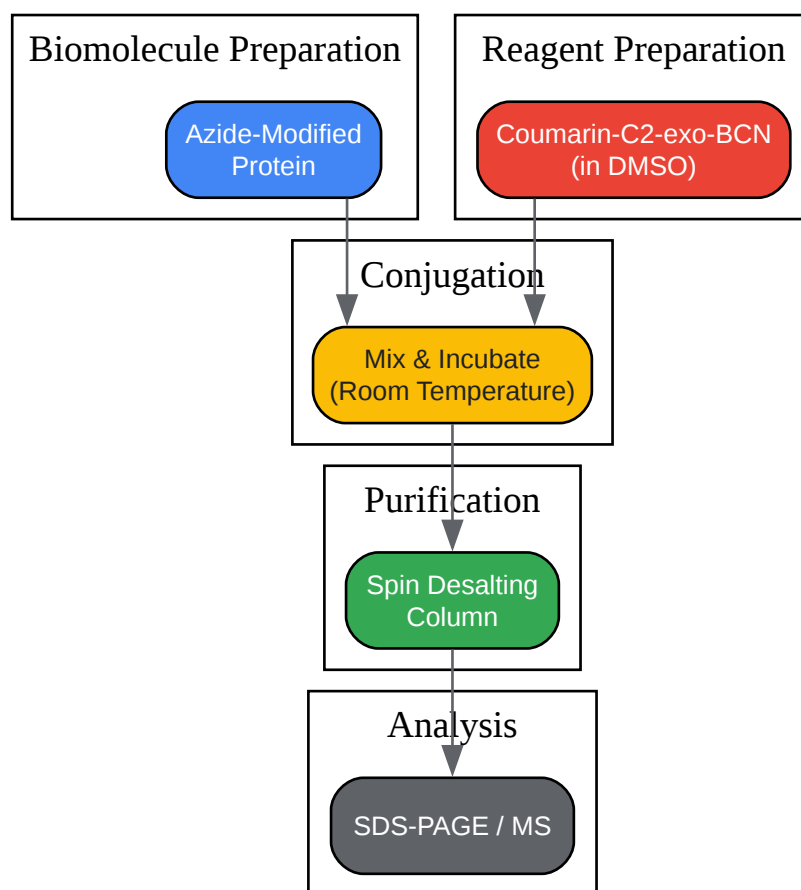 Biomolecule Preparation
Azide-Modified
Protein
Reagent Preparation
Coumarin-C2-exo-BCN
(in DMSO)
Conjugation
Mix & Incubate
(Room Temperature)
Purification
Spin Desalting
Column
Analysis
SDS-PAGE / MS